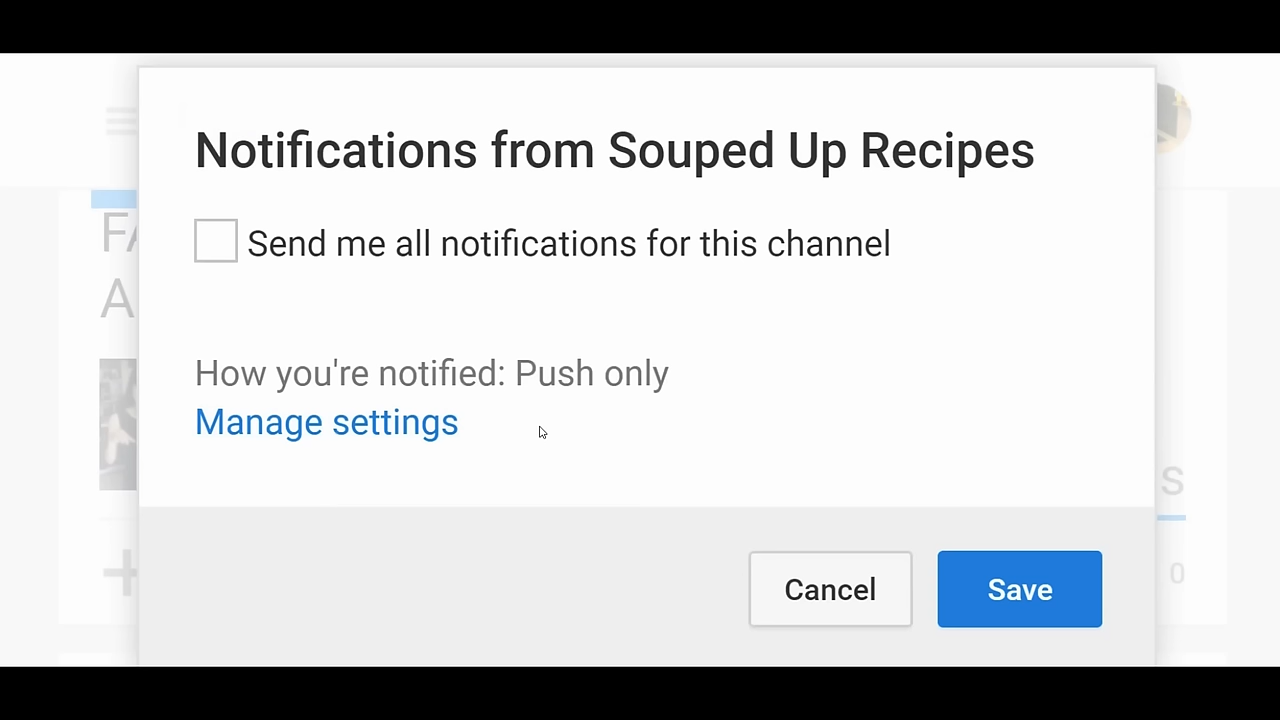 Notifications from Souped Up Recipes
Send me all notifications for this channel
How you're notified: Push only
Manage settings
S
0
Cancel
Save